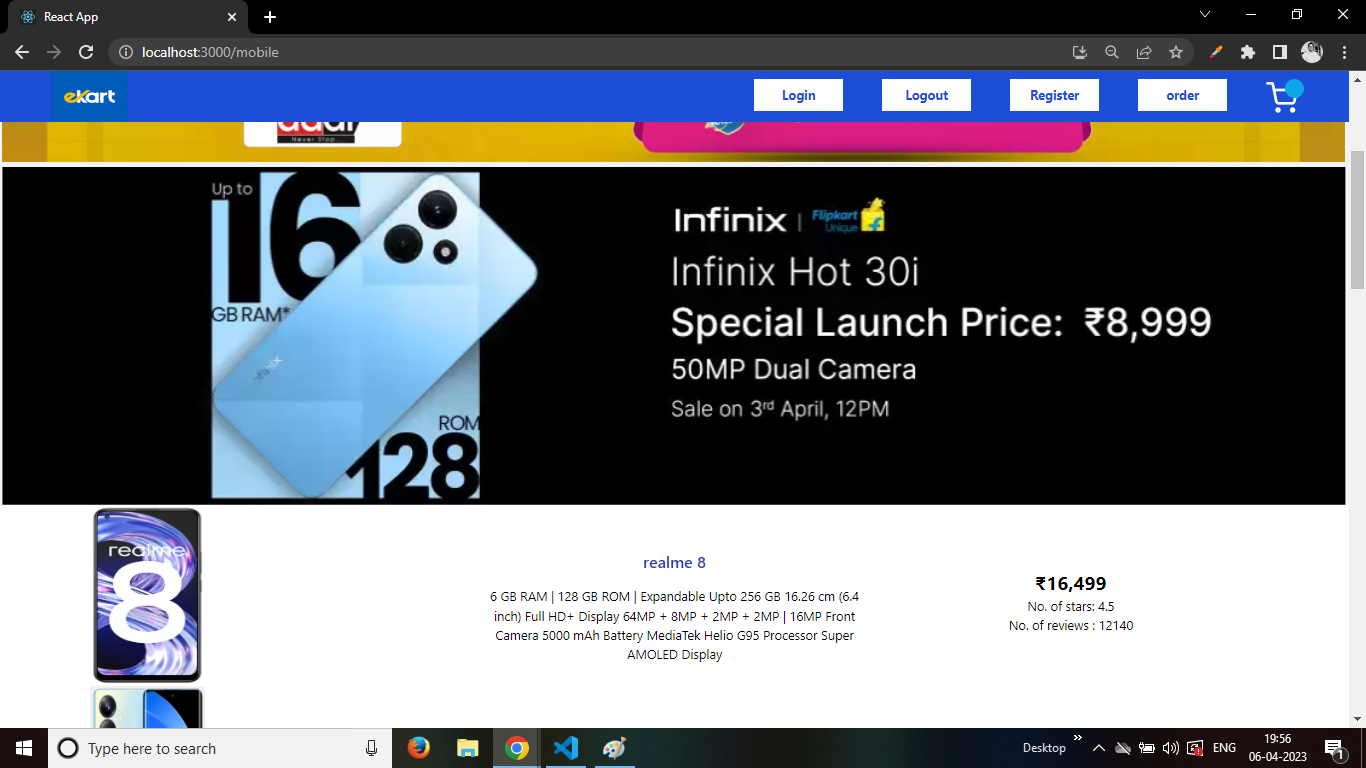 React App
localhost:3000/mobile
ekart
Login
Logout
Register
order
Never Stop
Up to
16
GB RAM*
Infinix
ROM
128
Infinix | Flipkart Unique
Infinix Hot 30i
Special Launch Price: ₹8,999
50MP Dual Camera
Sale on 3rd April, 12PM
realme
8
realme 8
6 GB RAM | 128 GB ROM | Expandable Upto 256 GB 16.26 cm (6.4
inch) Full HD+ Display 64MP + 8MP + 2MP + 2MP | 16MP Front
Camera 5000 mAh Battery MediaTek Helio G95 Processor Super
AMOLED Display
₹16,499
No. of stars: 4.5
No. of reviews : 12140
Type here to search
Desktop
ENG
19:56
06-04-2023
1